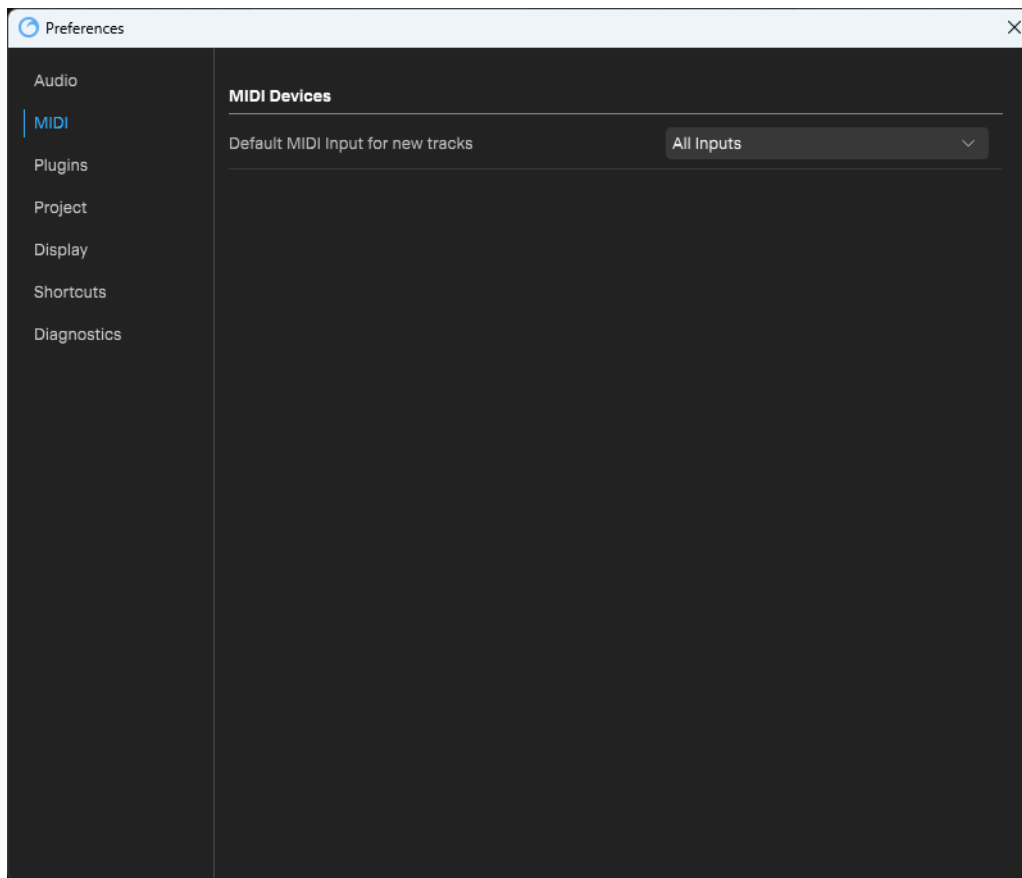 Preferences
Audio
MIDI
Plugins
Project
Display
Shortcuts
Diagnostics
MIDI Devices
Default MIDI Input for new tracks
All Inputs